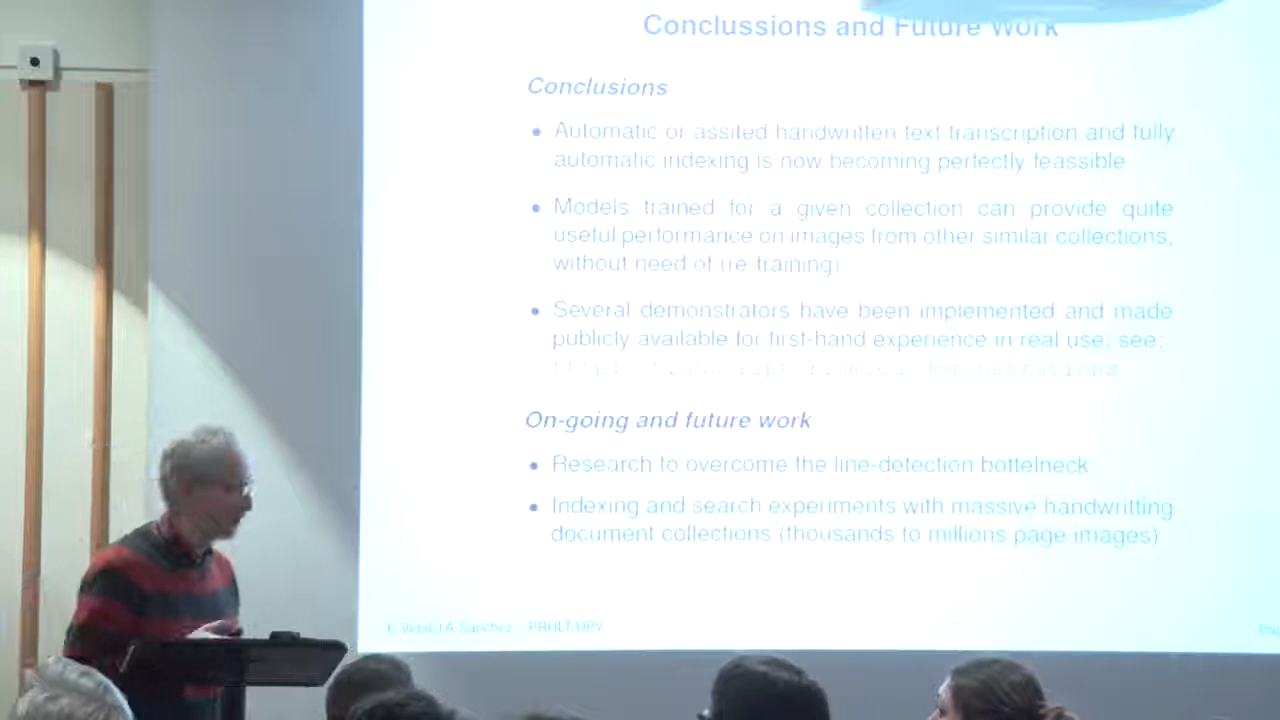 Conclussions and Future Work
Conclusions
• Automatic or assited handwritten text transcription and fully
automatic indexing is now becoming perfectly feassible
• Models trained for a given collection can provide quite
useful performance on images from other similar collections,
without need of (re-training)
• Several demonstrators have been implemented and made
publicly available for first-hand experience in real use; see:
On-going and future work
• Research to overcome the line-detection bottelneck
• Indexing and search experiments with massive handwritting
document collections (thousands to millions page images)
E. Vidal/J.A. Sánchez - PRHLT-UPV